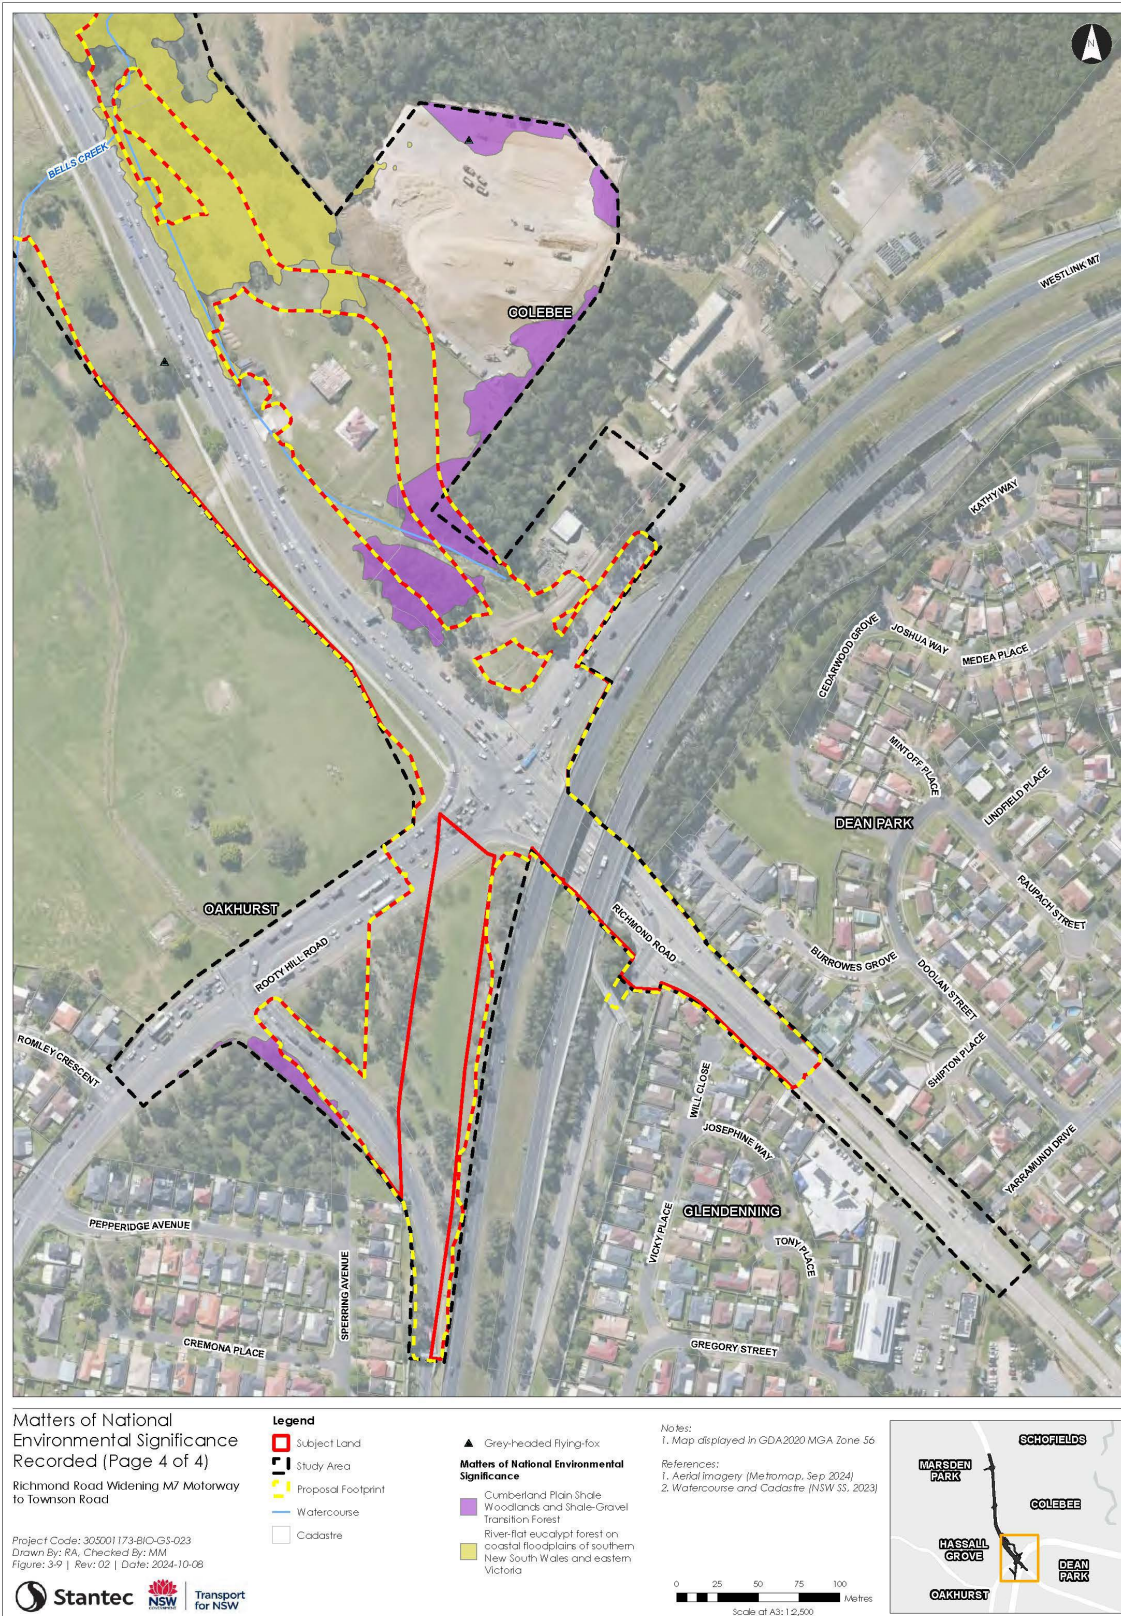 N
BELLS CREEK
WESTLINK M7
COLEBEE
KATHY WAY
CEDARWOOD GROVE
JOSHUA WAY
MEDEA PLACE
MINTOFF PLACE
LINDFIELD PLACE
DEAN PARK
RAUPACH STREET
OAKHURST
RICHMOND ROAD
ROOTY HILL ROAD
BURROWES GROVE
DOOLAN STREET
ROMLEY CRESCENT
SHIPTON PLACE
WILL CLOSE
JOSEPHINE WAY
YARRAMUNDI DRIVE
GLENDENNING
PEPPERIDGE AVENUE
VICKY PLACE
TONY PLACE
SPERRING AVENUE
CREMONA PLACE
GREGORY STREET
Matters of National
Environmental Significance
Recorded (Page 4 of 4)
Richmond Road Widening M7 Motorway
to Townson Road
Project Code: 305001173-BIO-GS-023
Drawn By: RA, Checked By: MM
Figure: 3-9 | Rev: 02 | Date: 2024-10-08
Stantec
NSW
GOVERNMENT
Transport
for NSW
Legend
Subject Land
Study Area
Proposal Footprint
Watercourse
Cadastre
Grey-headed Flying-fox
Matters of National Environmental
Significance
Cumberland Plain Shale
Woodlands and Shale-Gravel
Transition Forest
River-flat eucalypt forest on
coastal floodplains of southern
New South Wales and eastern
Victoria
Notes:
1. Map displayed in GDA2020 MGA Zone 56
References:
1. Aerial imagery (Metromap, Sep 2024)
2. Watercourse and Cadastre (NSW SS, 2023)
0 25 50 75 100
Metres
Scale at A3: 1:2,500
SCHOFIELDS
MARSDEN
PARK
COLEBEE
HASSALL
GROVE
DEAN
PARK
OAKHURST